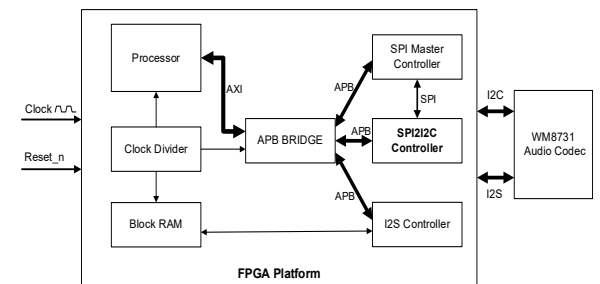 Processor
SPI Master
Controller
AXI
APB
SPI
I2C
Clock
Reset_n
Clock Divider
APB BRIDGE
APB
SPI2I2C
Controller
WM8731
Audio Codec
I2S
APB
Block RAM
I2S Controller
FPGA Platform